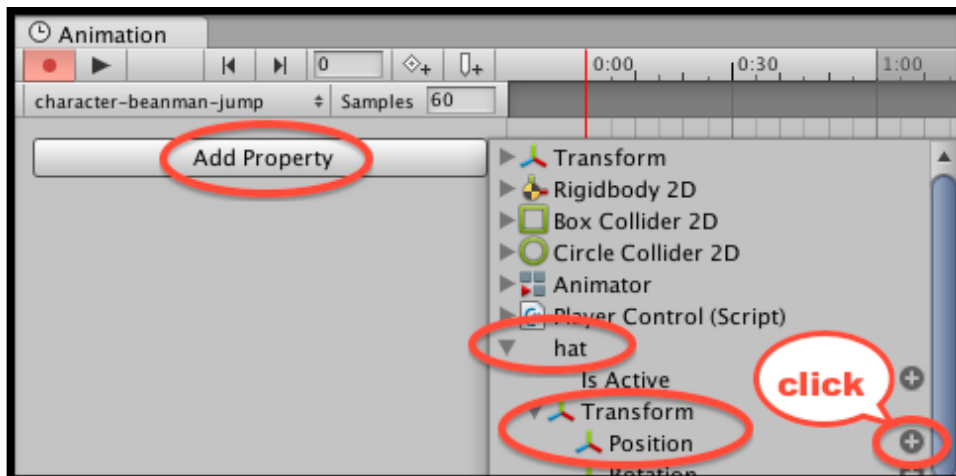 Animation
0
0:00 0:30 1:00
character-beanman-jump Samples 60
Add Property
Transform
Rigidbody 2D
Box Collider 2D
Circle Collider 2D
Animator
Player Control (Script)
hat
Is Active
click
Transform
Position
Rotation